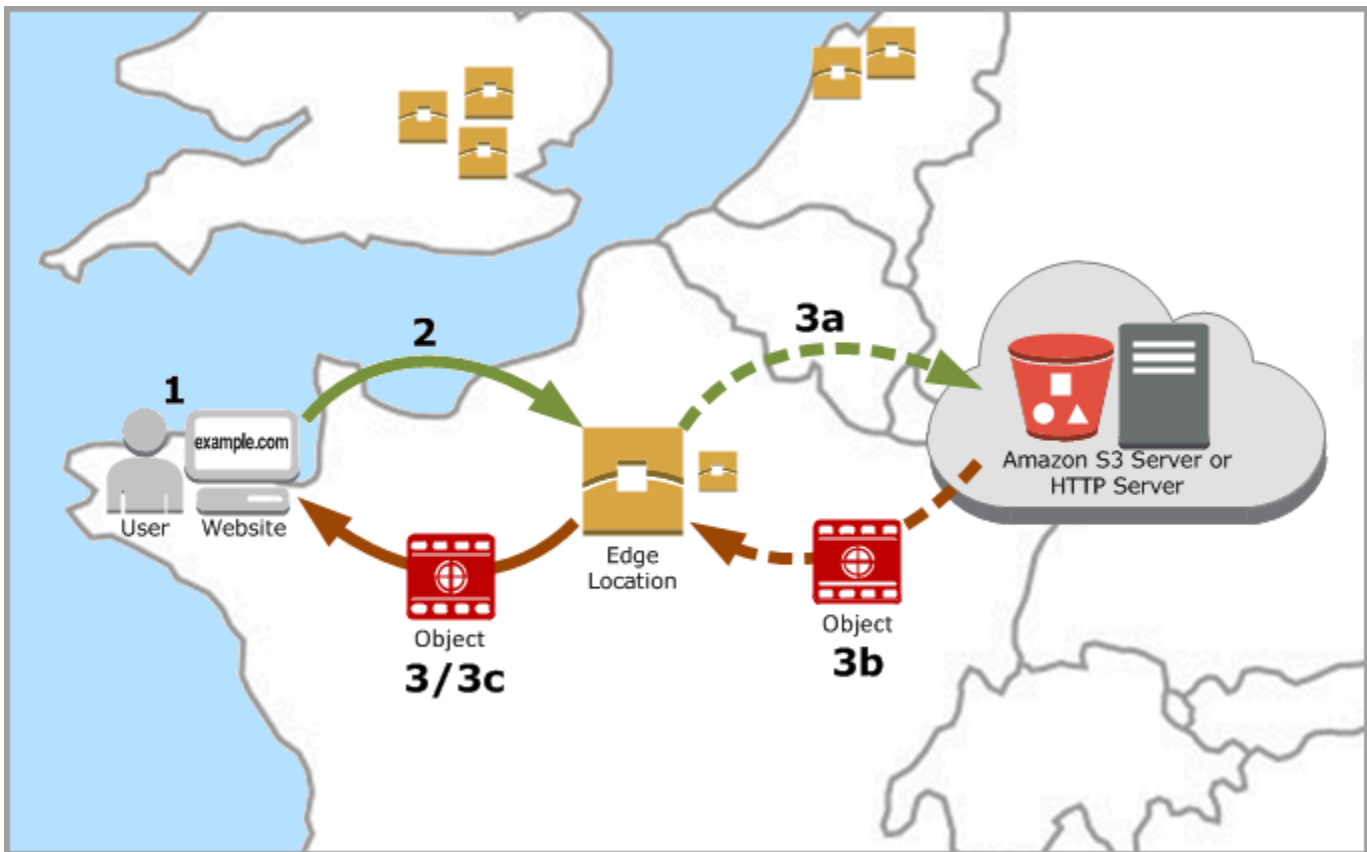 2
3a
1
example.com
User
Website
Edge
Location
Amazon S3 Server or
HTTP Server
Object
3/3c
Object
3b